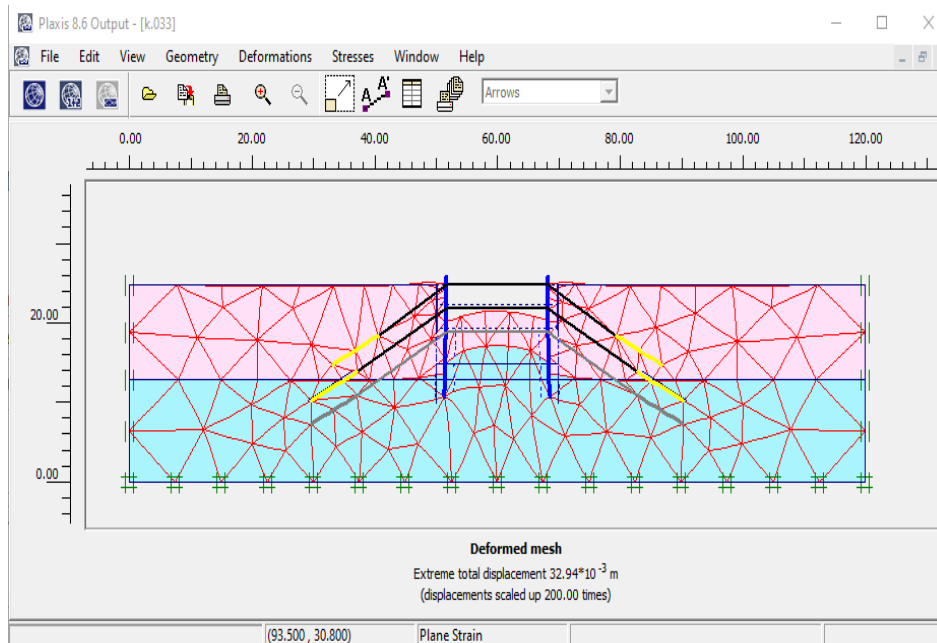 Plaxis 8.6 Output - [k.033]
File Edit View Geometry Deformations Stresses Window Help
A A' Arrows
0.00 20.00 40.00 60.00 80.00 100.00 120.00
20.00
0.00
Deformed mesh
Extreme total displacement 32.94*10 -3 m
(displacements scaled up 200.00 times)
(93.500 , 30.800) Plane Strain